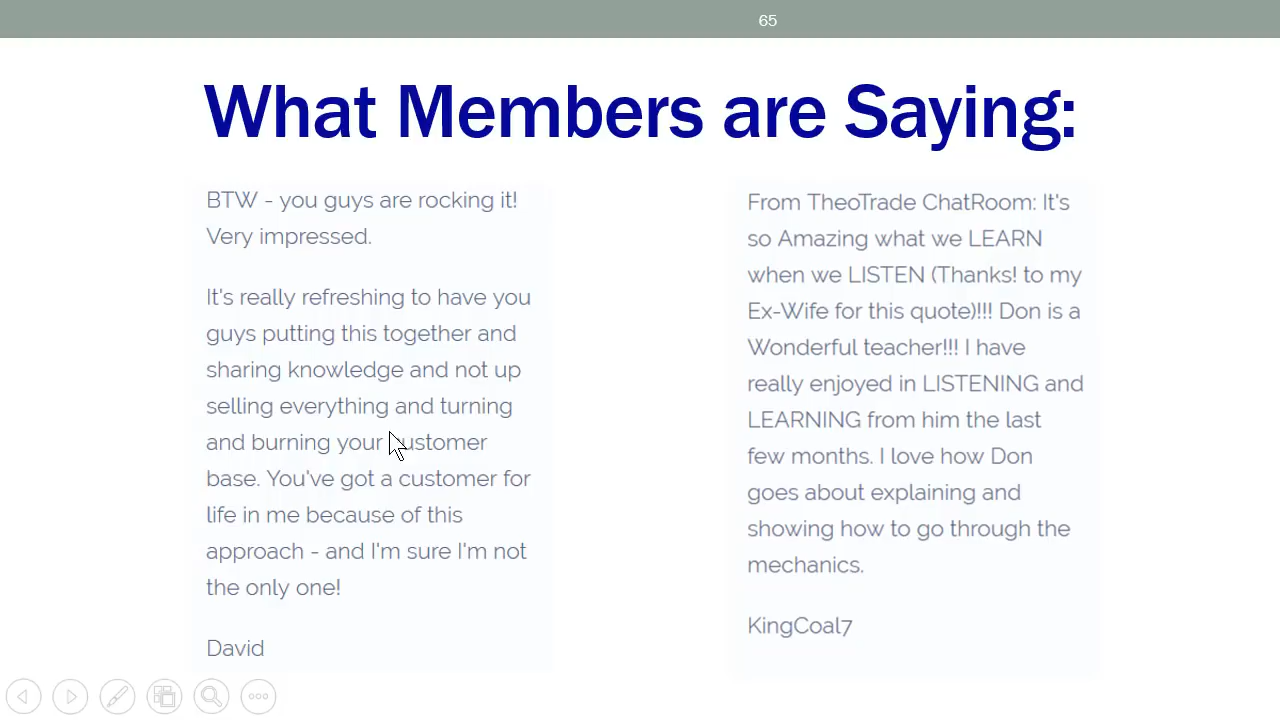 65
What Members are Saying:
BTW - you guys are rocking it!
Very impressed.
It's really refreshing to have you
guys putting this together and
sharing knowledge and not up
selling everything and turning
and burning your customer
base. You've got a customer for
life in me because of this
approach - and I'm sure I'm not
the only one!
David
From TheoTrade ChatRoom: It's
so Amazing what we LEARN
when we LISTEN (Thanks! to my
Ex-Wife for this quote)!!! Don is a
Wonderful teacher!!! I have
really enjoyed in LISTENING and
LEARNING from him the last
few months. I love how Don
goes about explaining and
showing how to go through the
mechanics.
KingCoal7